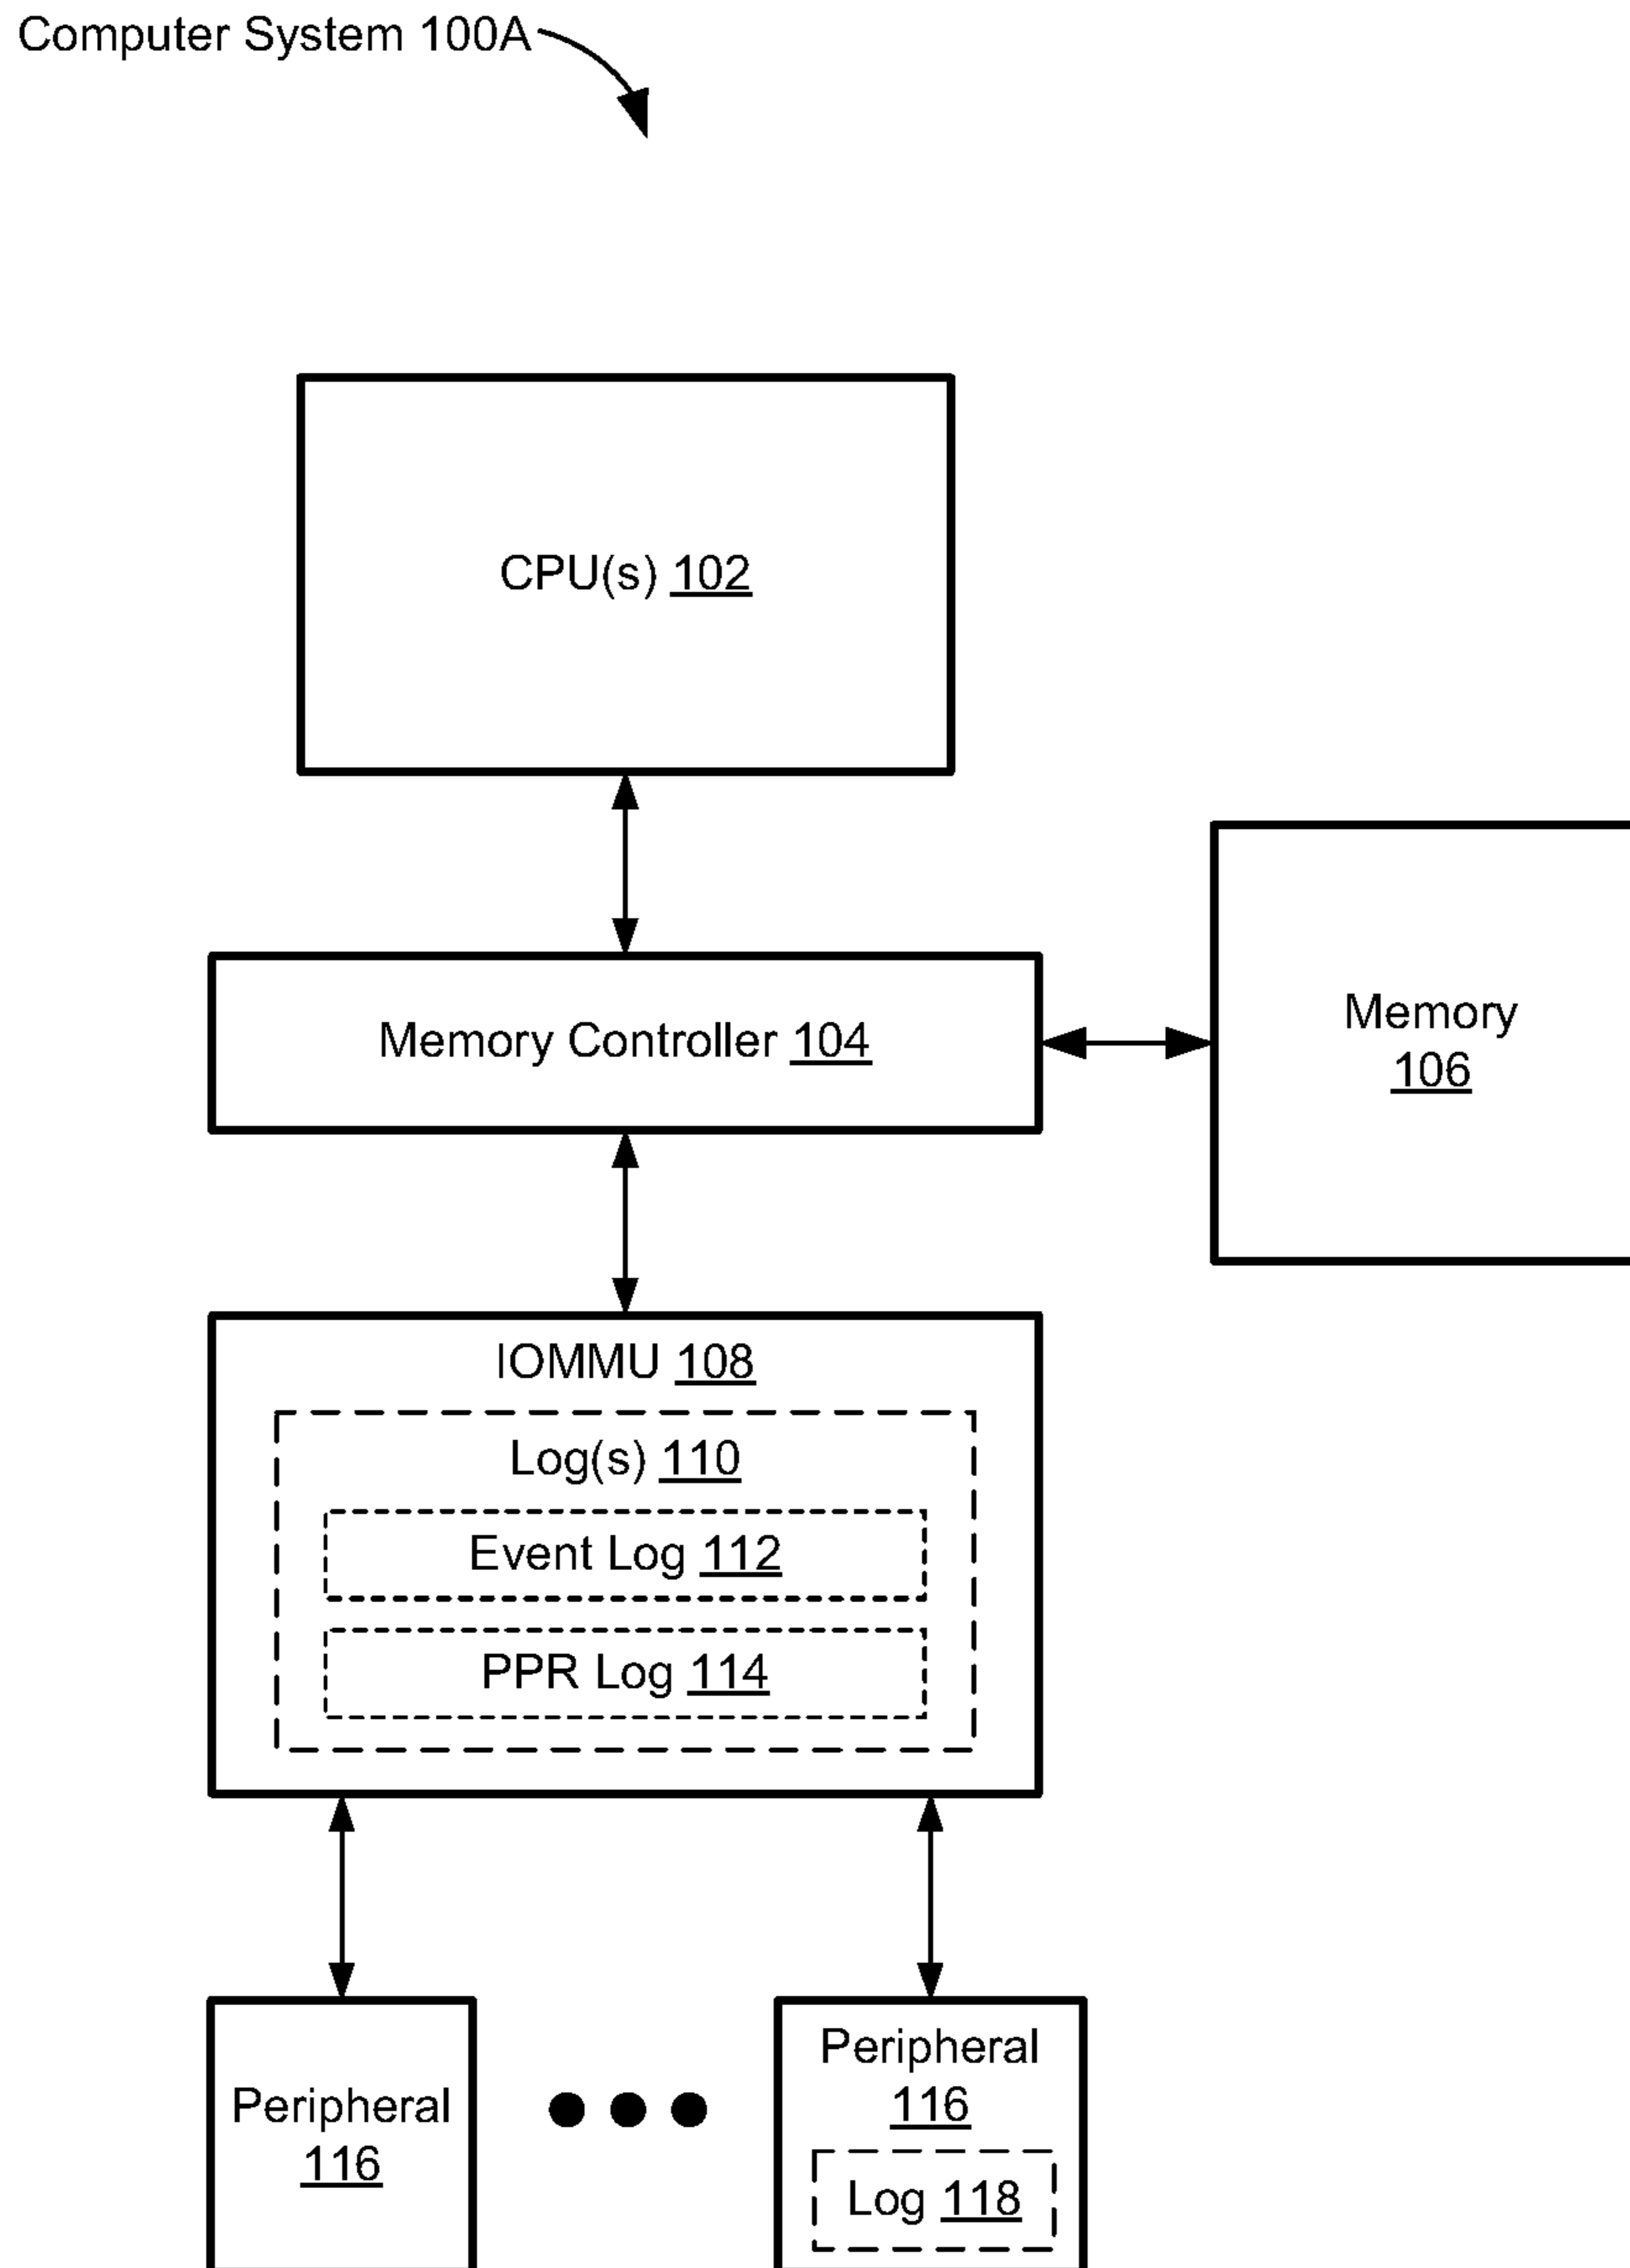 Computer System 100A
CPU(s) 102
Memory Controller 104
Memory
106
IOMMU 108
Log(s) 110
Event Log 112
PPR Log 114
Peripheral
116
Peripheral
116
Log 118